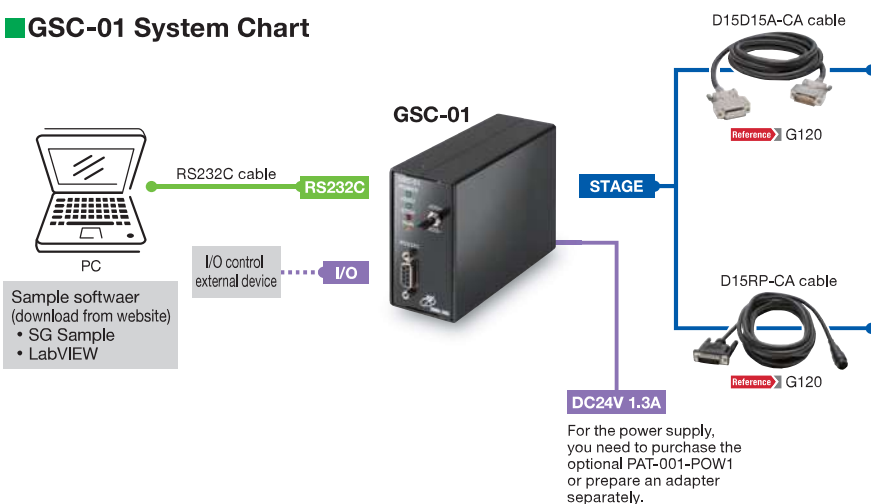 GSC-01 System Chart
D15D15A-CA cable
Reference G120
GSC-01
RS232C cable
RS232C
STAGE
PC
I/O control
external device
I/O
Sample softwaer
(download from website)
• SG Sample
• LabVIEW
D15RP-CA cable
Reference G120
DC24V 1.3A
For the power supply,
you need to purchase the
optional PAT-001-POW1
or prepare an adapter
separately.